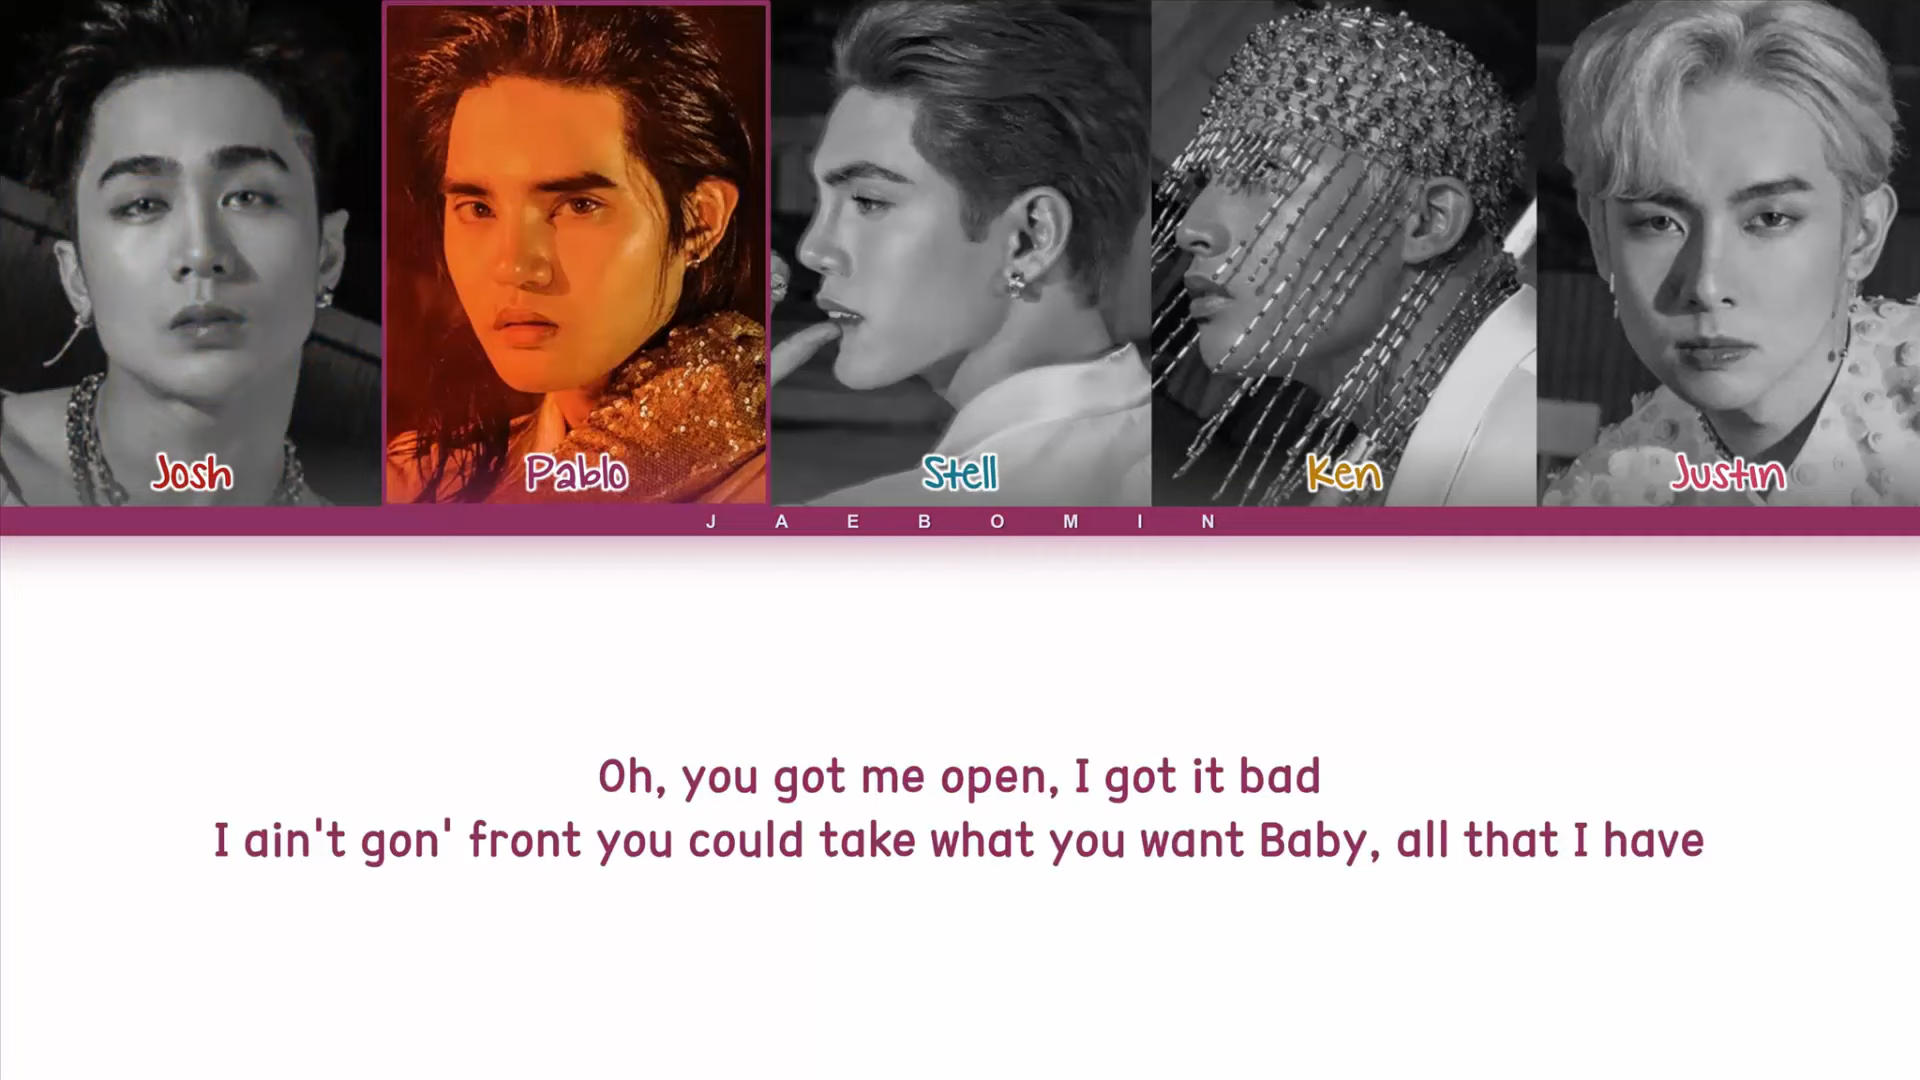 Josh
Pablo
Stell
Ken
Justin
JAEBOMIN
Oh, you got me open, I got it bad
I ain't gon' front you could take what you want Baby, all that I have